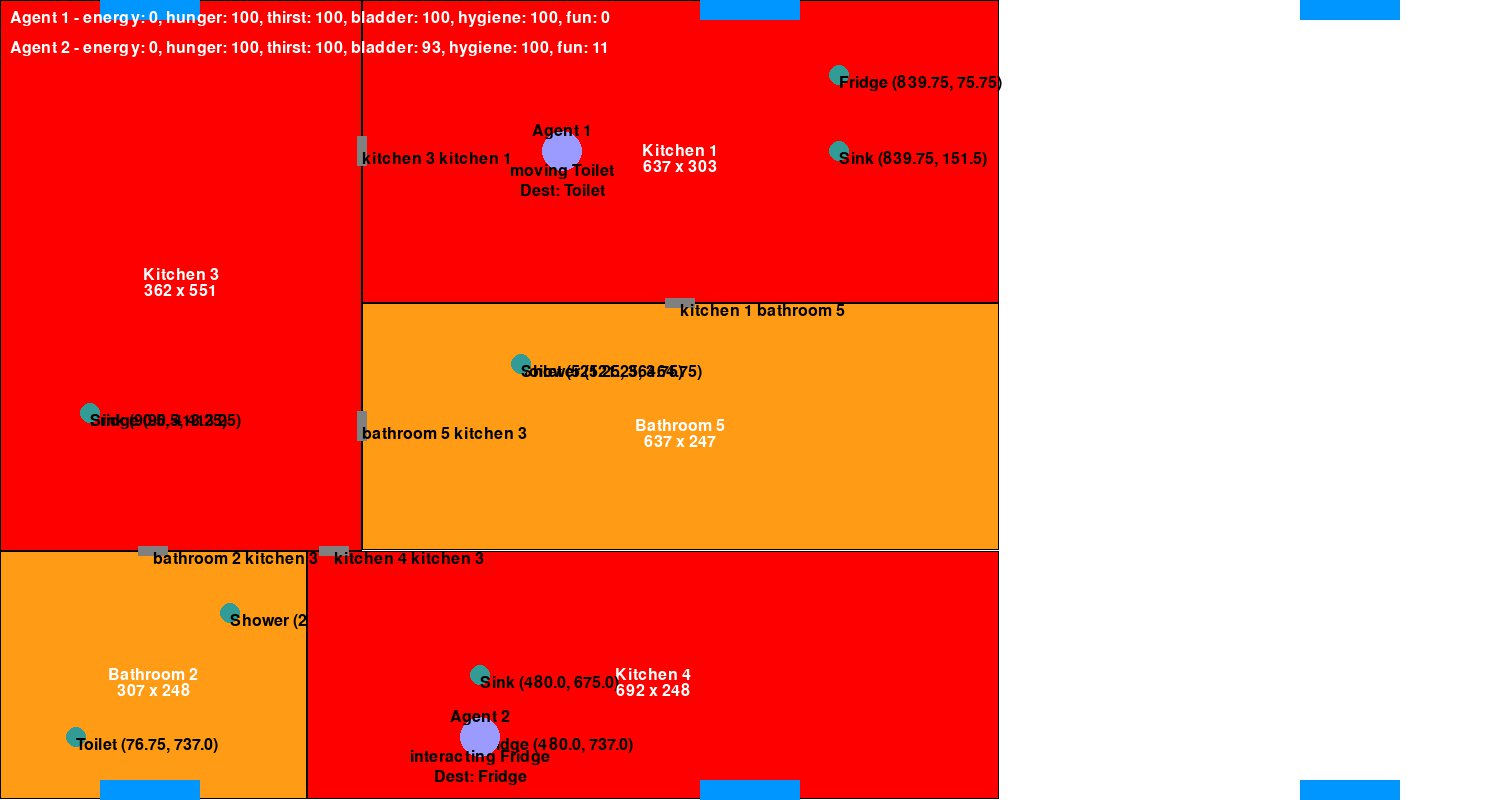 Agent 1 - energy: 0, hunger: 100, thirst: 100, bladder: 100, hygiene: 100, fun: 0
Agent 2 - energy: 0, hunger: 100, thirst: 100, bladder: 93, hygiene: 100, fun: 11
Fridge (839.75, 75.75)
Agent 1
kitchen 3 kitchen 1
Kitchen 1
637 x 303
Sink (839.75, 151.5)
moving Toilet
Dest: Toilet
Kitchen 3
362 x 551
kitchen 1 bathroom 5
Bathroom 5
637 x 247
bathroom 5 kitchen 3
bathroom 2 kitchen 3
kitchen 4 kitchen 3
Shower (2
Bathroom 2
307 x 248
Sink (480.0, 675.0)
Kitchen 4
692 x 248
Agent 2
Toilet (76.75, 737.0)
(480.0, 737.0)
interacting Fridge
Dest: Fridge